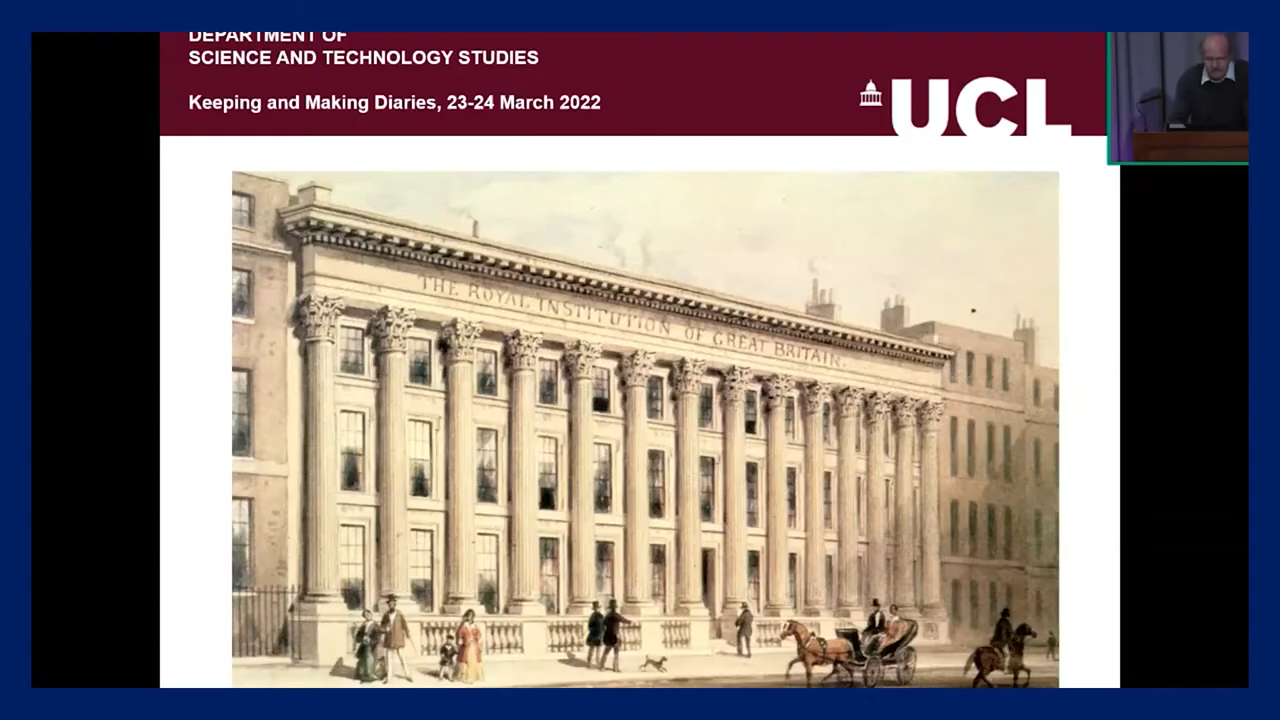 DEPARTMENT OF
SCIENCE AND TECHNOLOGY STUDIES
Keeping and Making Diaries, 23-24 March 2022
UCL
THE ROYAL INSTITUTION OF GREAT BRITAIN.